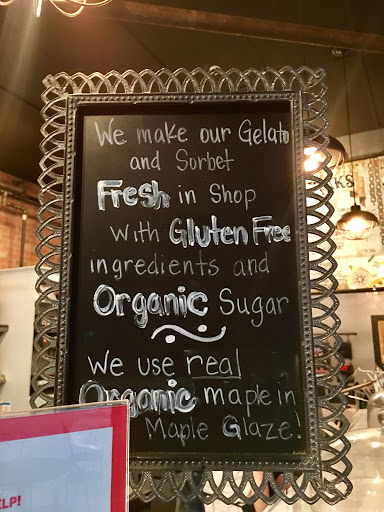 We make our Gelato
and Sorbet
Fresh in Shop
with Gluten Free
ingredients and
Organic Sugar
We use real
Organic maple in
Maple Glaze!
ELP!